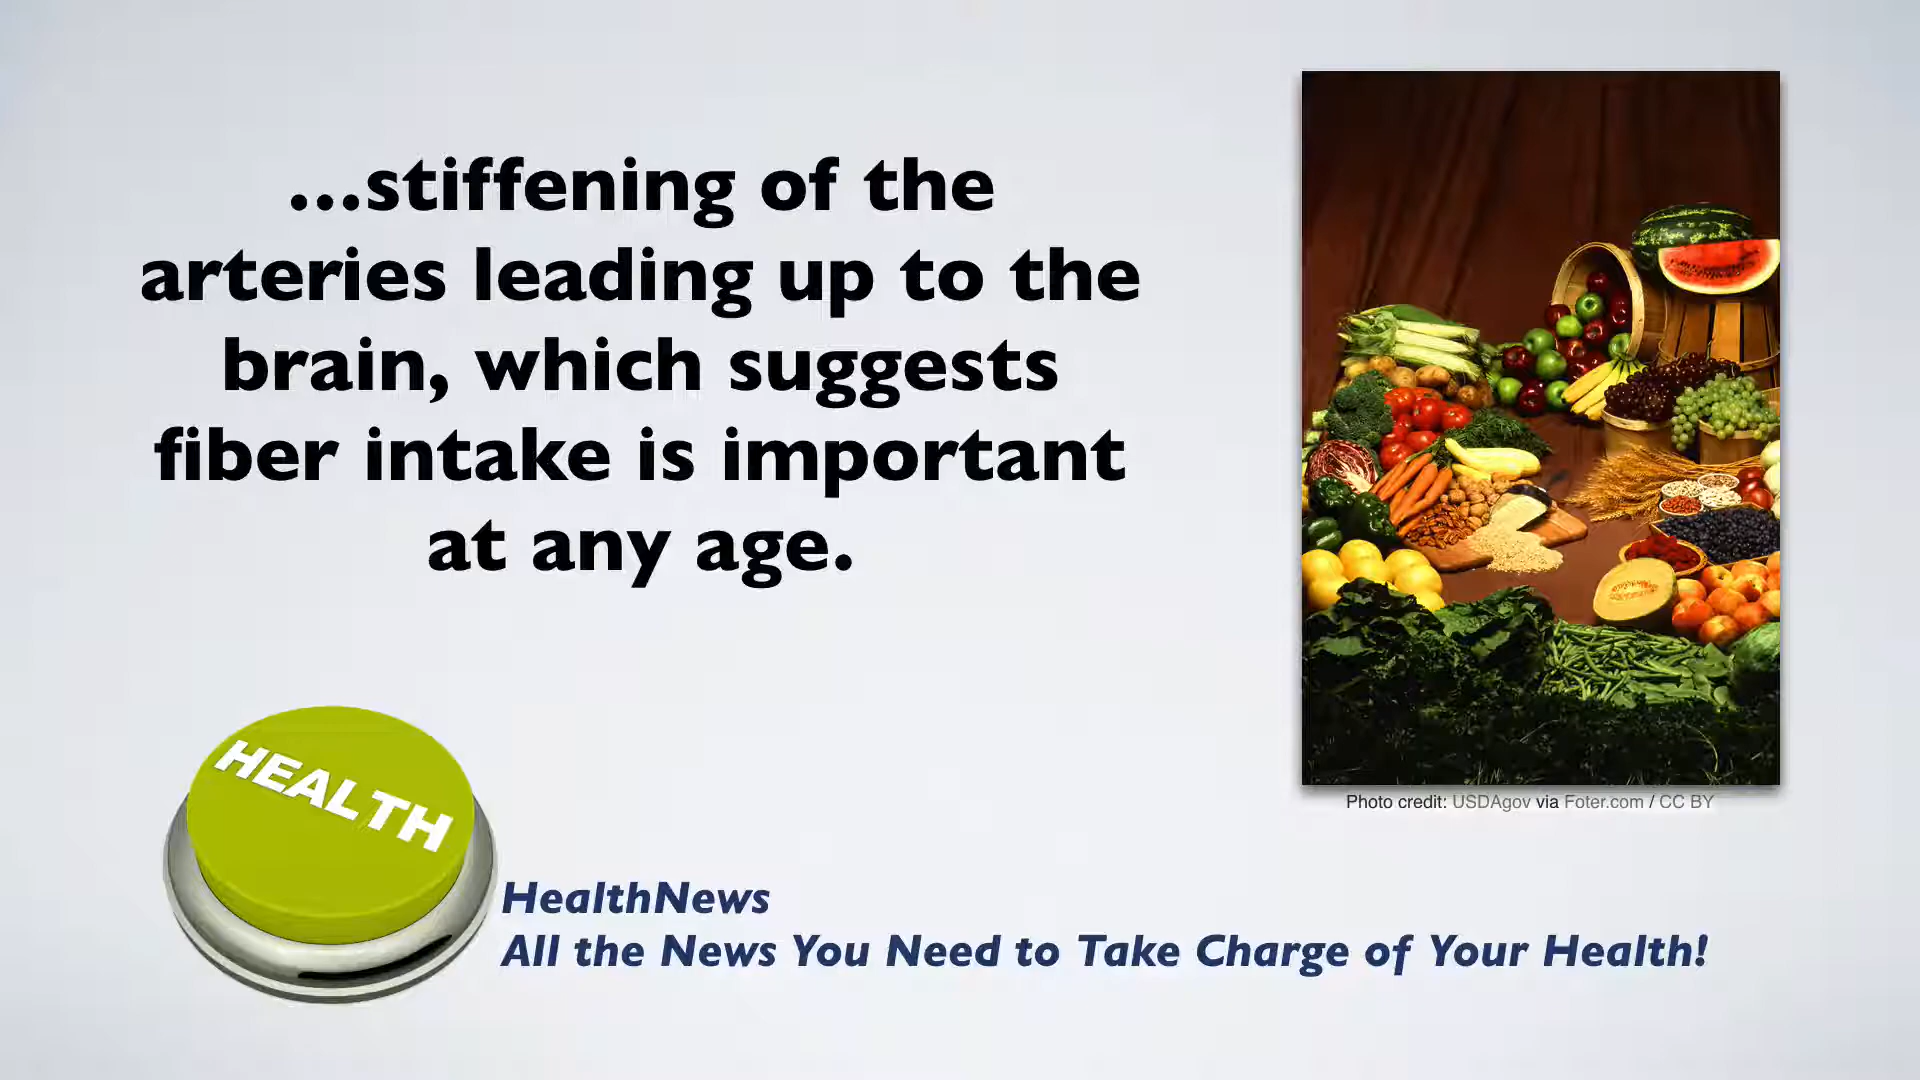 ...stiffening of the
arteries leading up to the
brain, which suggests
fiber intake is important
at any age.
Photo credit: USDAgov via Foter.com / CC BY
HEALTH
HealthNews
All the News You Need to Take Charge of Your Health!